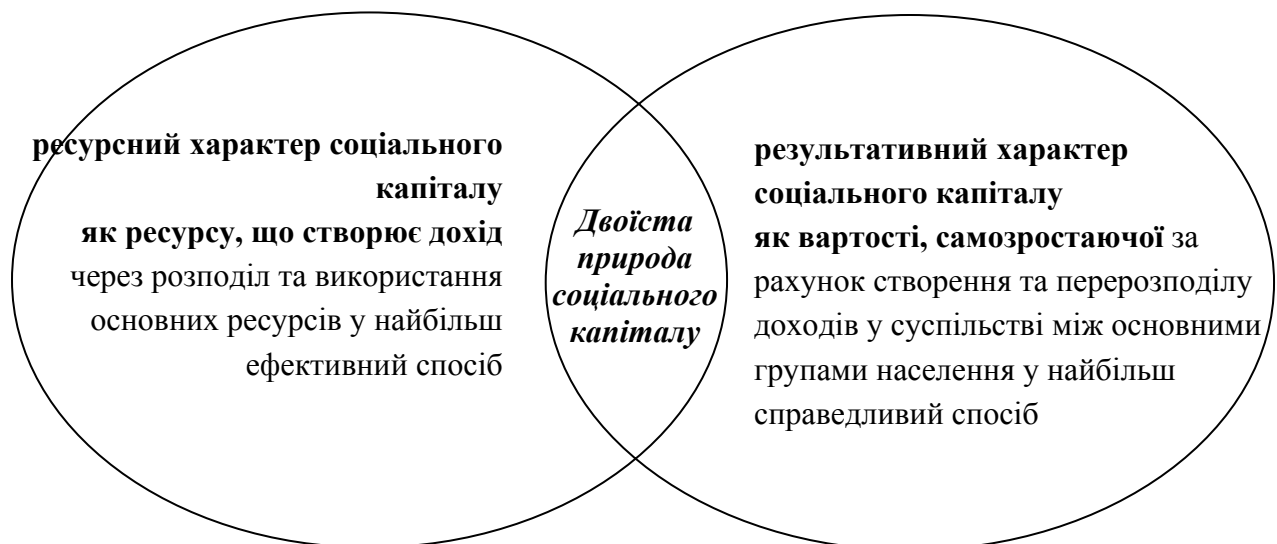 ресурсний характер соціального
капіталу
як ресурсу, що створює дохід
через розподіл та використання
основних ресурсів у найбільш
ефективний спосіб
Двоїста
природа
соціального
капіталу
результативний характер
соціального капіталу
як вартості, самозростаючої за
рахунок створення та перерозподілу
доходів у суспільстві між основними
групами населення у найбільш
справедливий спосіб